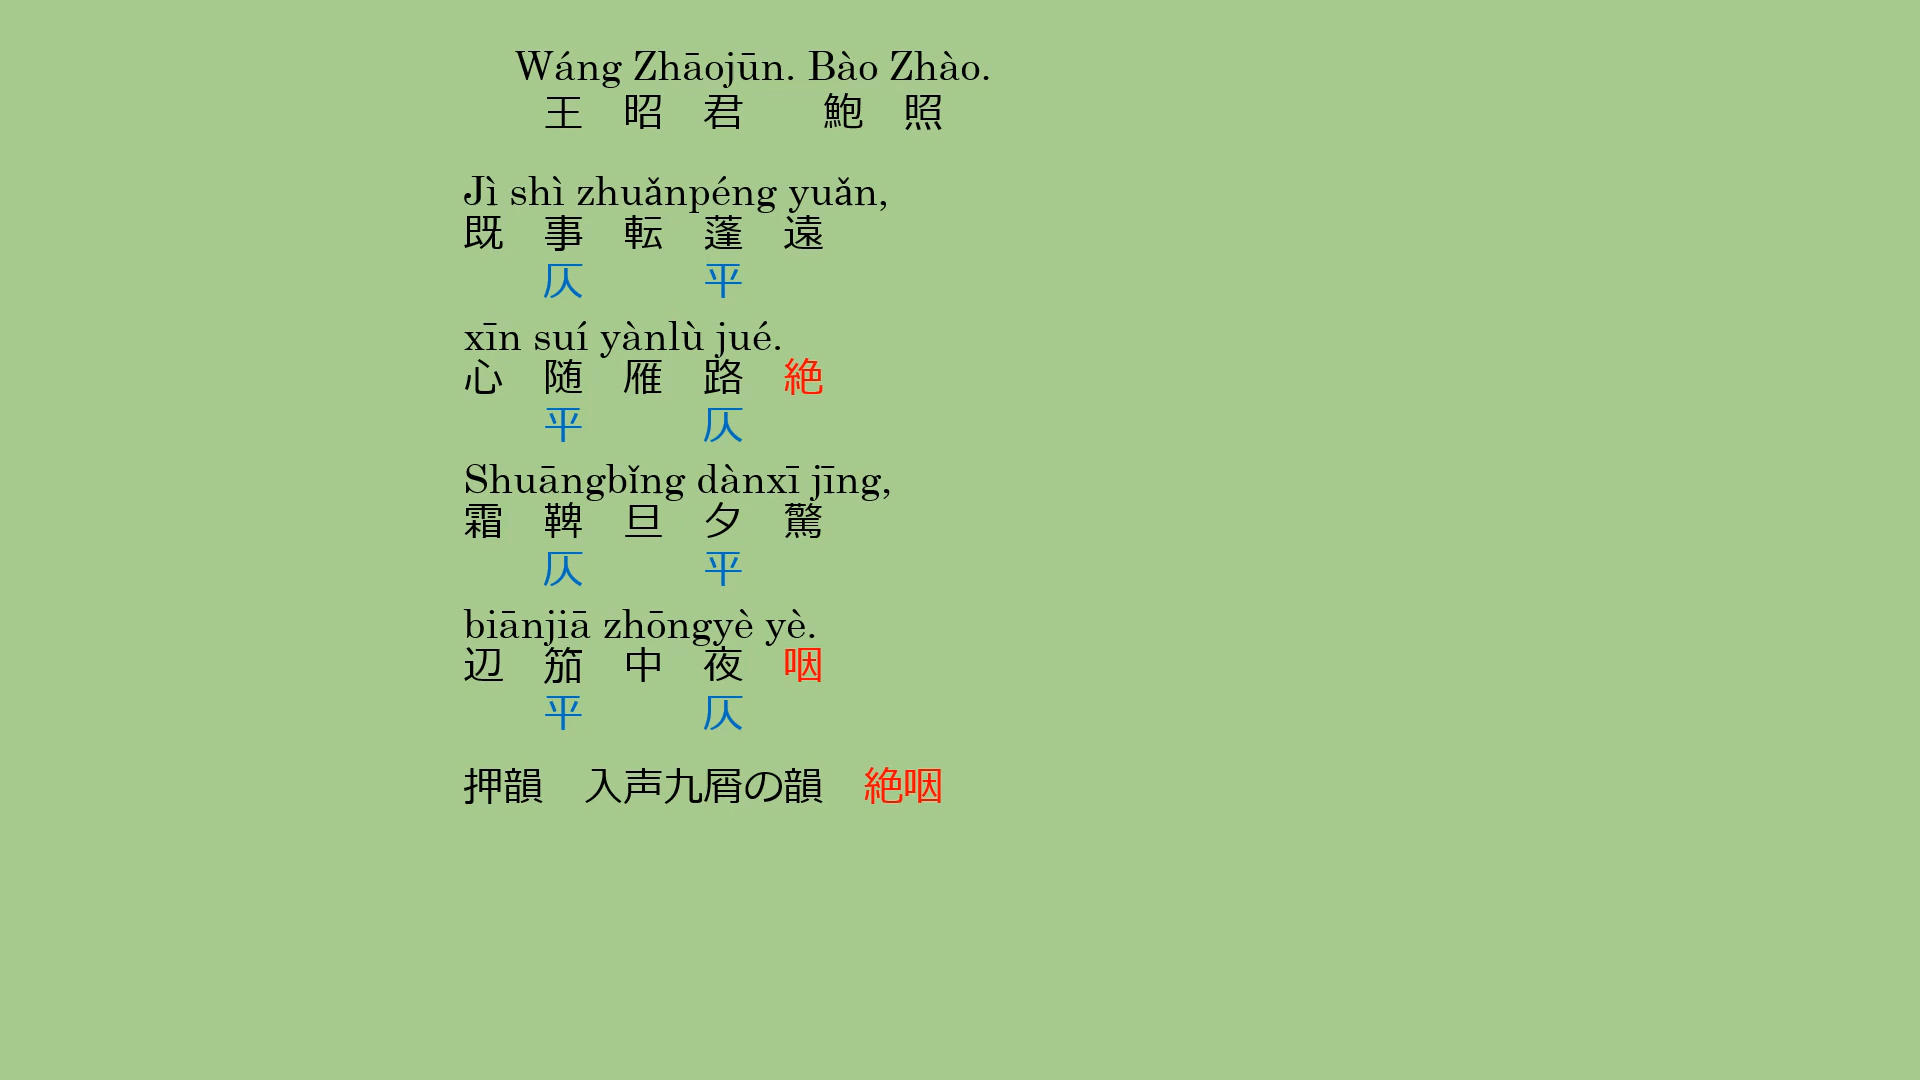 Wáng Zhāojūn. Bào Zhào.
王 昭 君 鮑 照
Jì shì zhuǎnpéng yuǎn,
既 事 転 蓬 遠
仄 平
xīn suí yànlù jué.
心 随 雁 路 絶
平 仄
Shuāngbǐng dànxī jīng,
霜 鞞 旦 夕 驚
仄 平
biānjiā zhōngyè yè.
辺 笳 中 夜 咽
平 仄
押韻 入声九屑の韻 絶咽